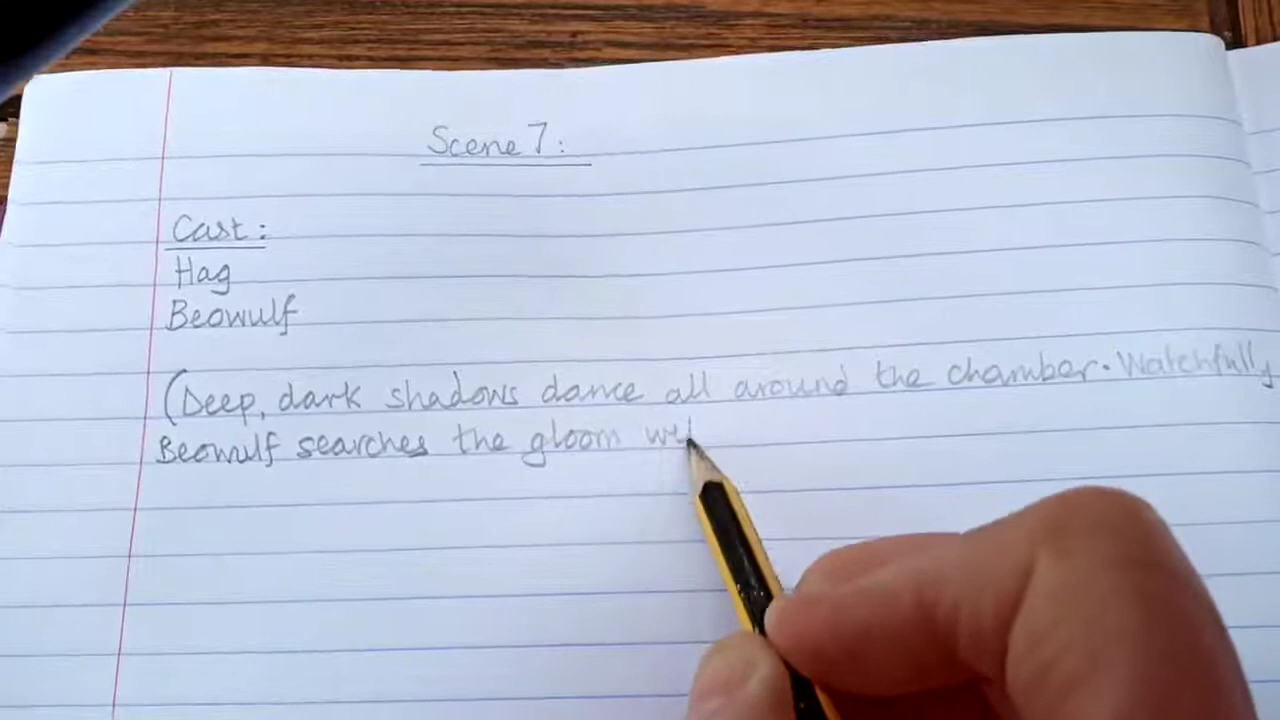 Scene 7:
Cast:
Hag
Beowulf
(Deep, dark shadows dance all around the chamber. Watchfully
Beowulf searches the gloom